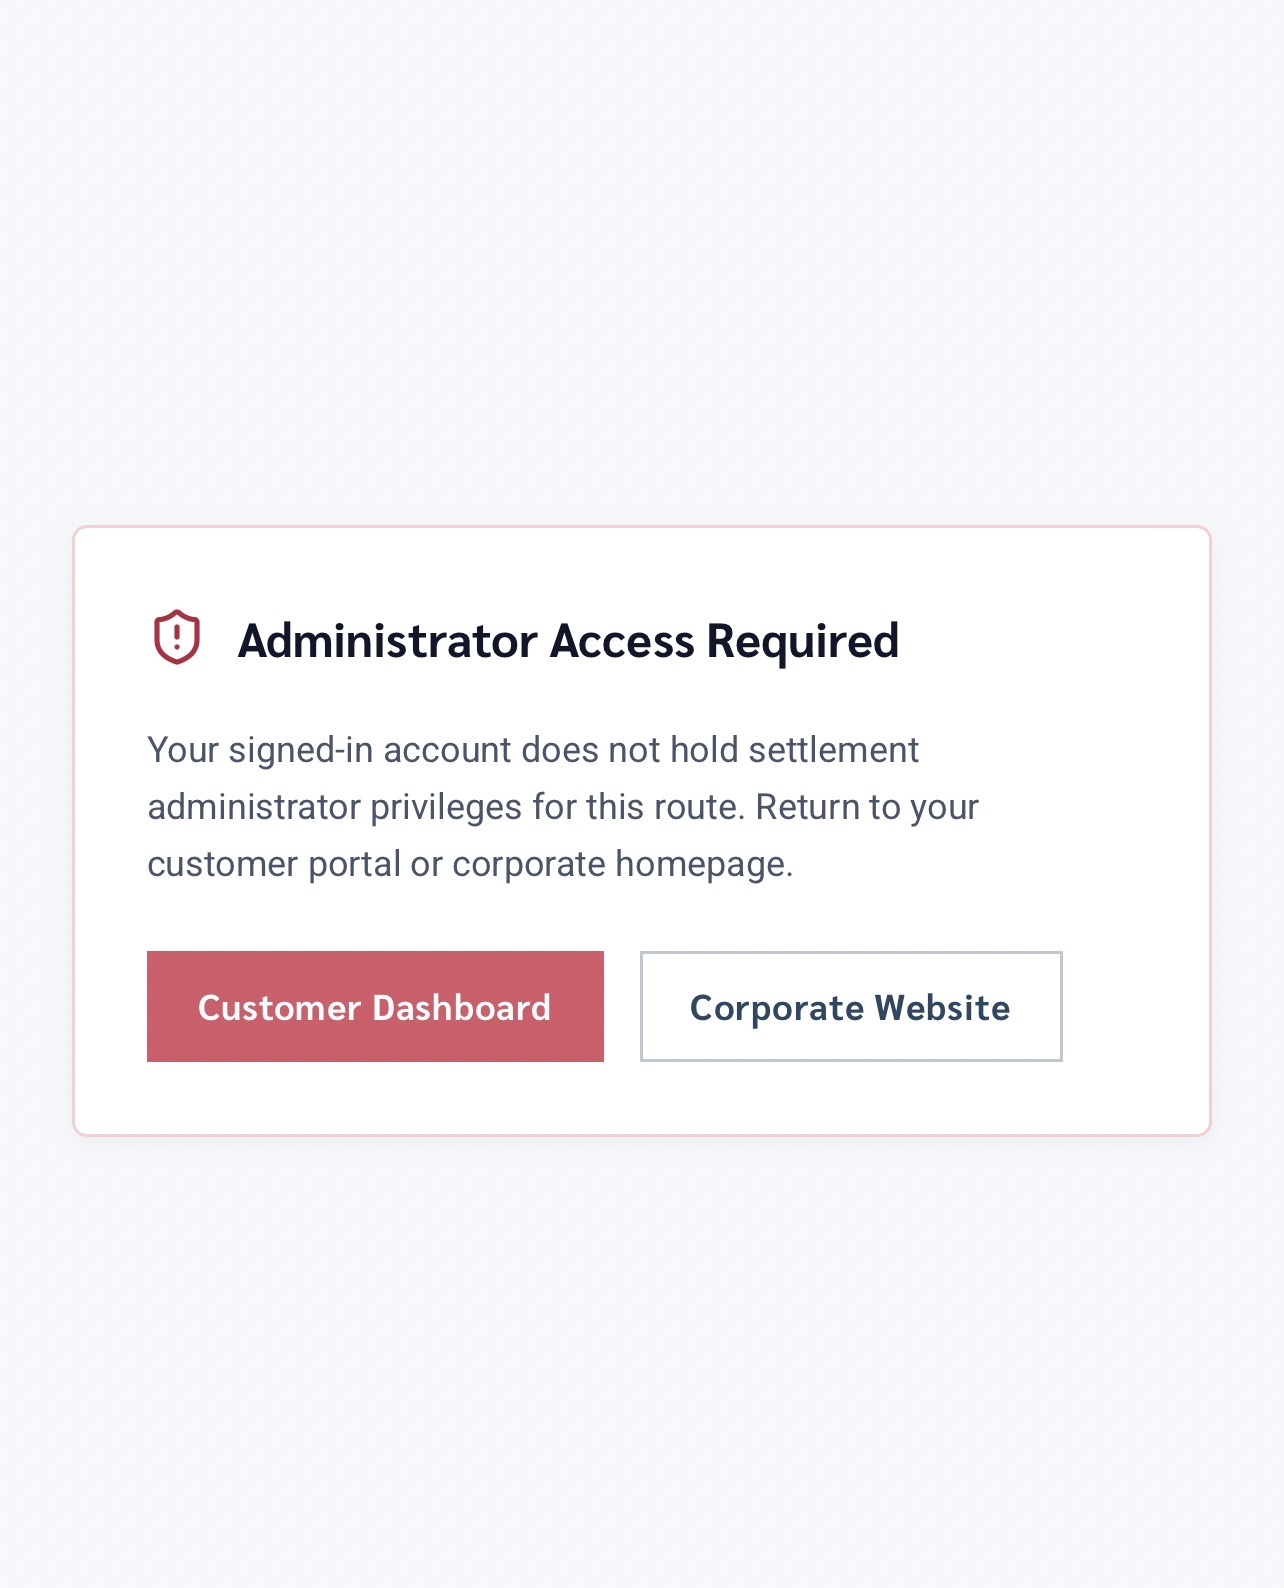 Administrator Access Required
Your signed-in account does not hold settlement
administrator privileges for this route. Return to your
customer portal or corporate homepage.
Customer Dashboard
Corporate Website